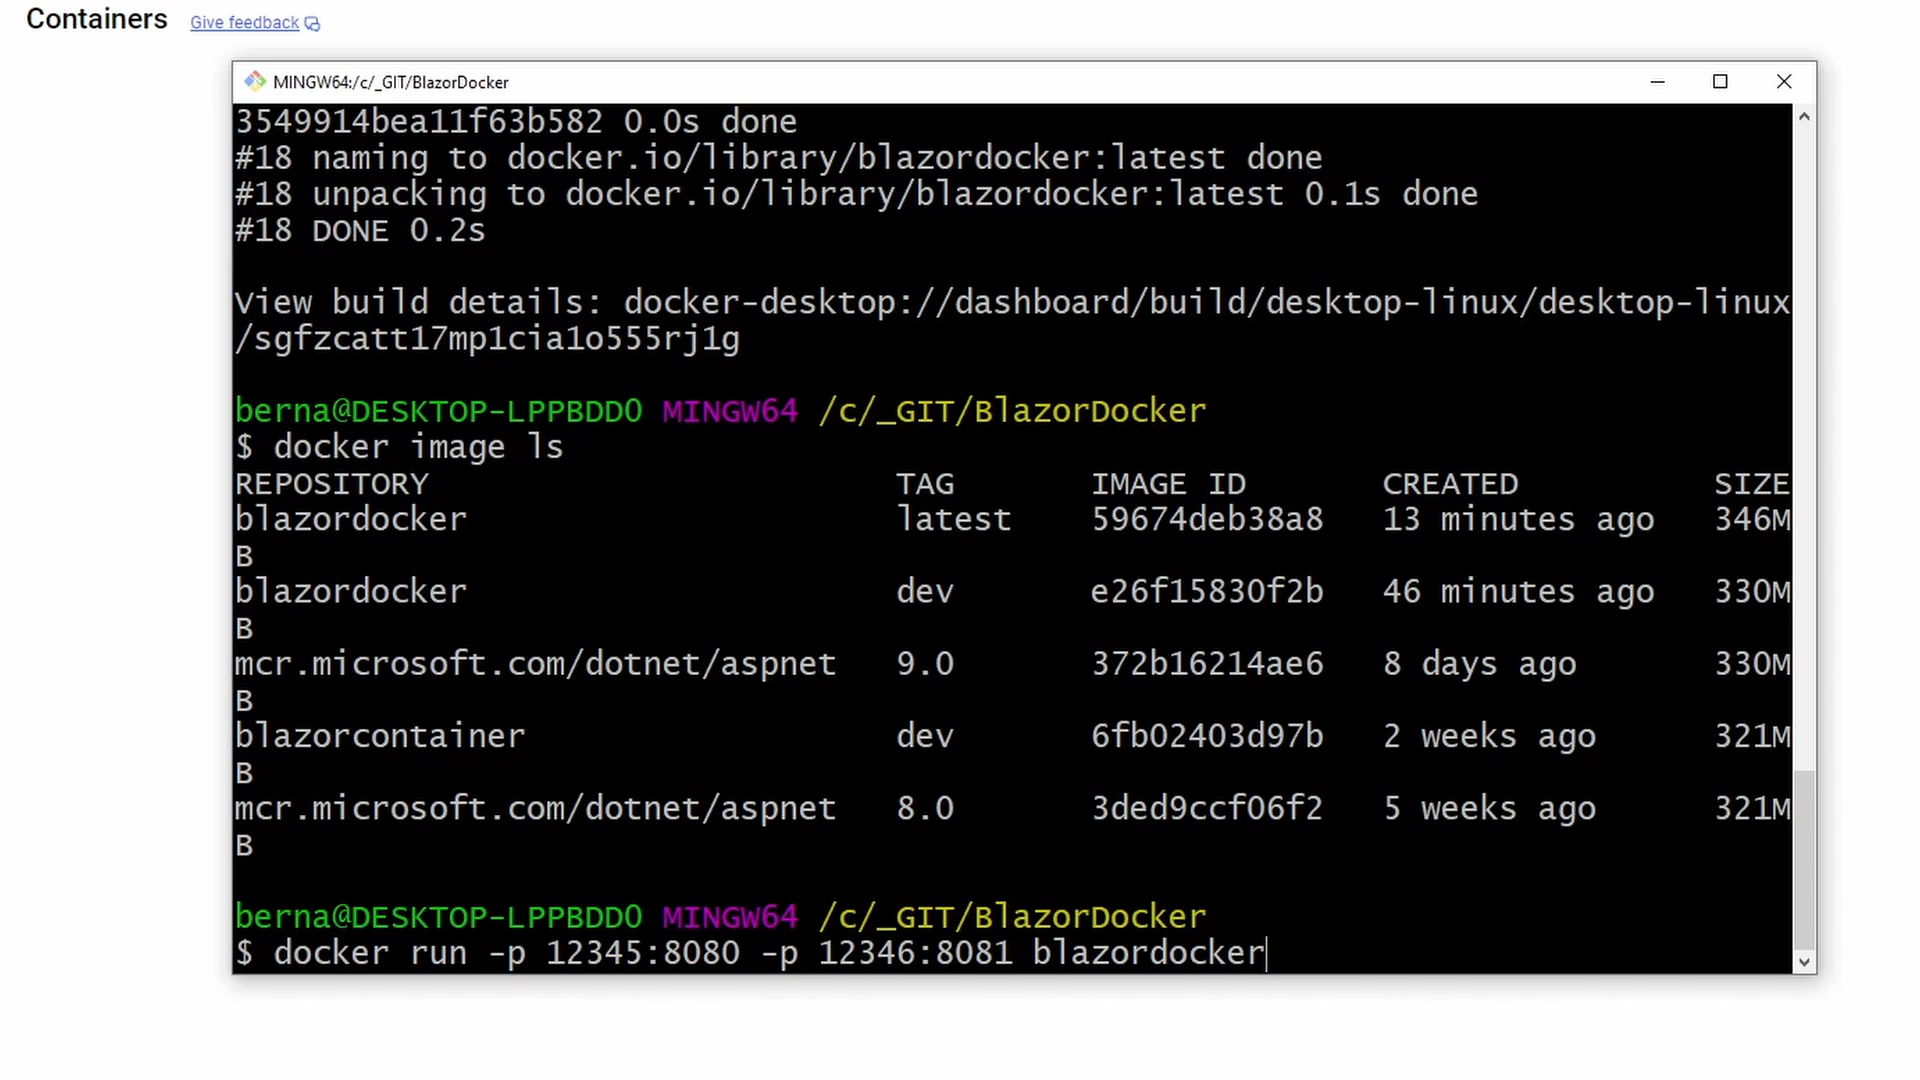 Containers Give feedback
MINGW64:/c/_GIT/BlazorDocker
3549914bea11f63b582 0.0s done
#18 naming to docker.io/library/blazordocker:latest done
#18 unpacking to docker.io/library/blazordocker:latest 0.1s done
#18 DONE 0.2s
View build details: docker-desktop://dashboard/build/desktop-linux/desktop-linux
/sgfzcatt17mp1cia1o555rj1g
berna@DESKTOP-LPPBDD0 MINGW64 /c/_GIT/BlazorDocker
$ docker image ls
REPOSITORY TAG IMAGE ID CREATED SIZE
blazordocker latest 59674deb38a8 13 minutes ago 346M
B
blazordocker dev e26f15830f2b 46 minutes ago 330M
B
mcr.microsoft.com/dotnet/aspnet 9.0 372b16214ae6 8 days ago 330M
B
blazorcontainer dev 6fb02403d97b 2 weeks ago 321M
B
mcr.microsoft.com/dotnet/aspnet 8.0 3ded9ccf06f2 5 weeks ago 321M
B
berna@DESKTOP-LPPBDD0 MINGW64 /c/_GIT/BlazorDocker
$ docker run -p 12345:8080 -p 12346:8081 blazordocker